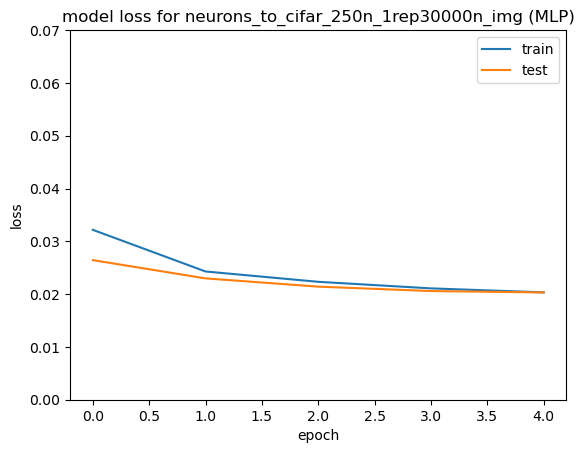 model loss for neurons_to_cifar_250n_1rep30000n_img (MLP)
train
test
loss
0.07
0.06
0.05
0.04
0.03
0.02
0.01
0.00
0.0 0.5 1.0 1.5 2.0 2.5 3.0 3.5 4.0
epoch